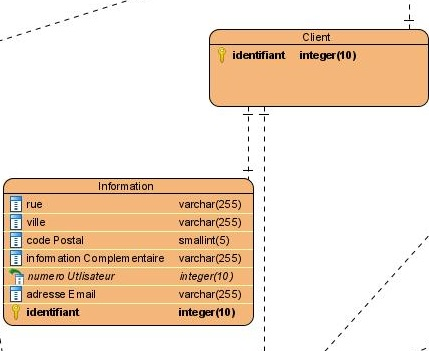 Client
identifiant integer(10)
Information
rue varchar(255)
ville varchar(255)
code Postal smallint(5)
information Complementaire varchar(255)
numero Utlisateur integer(10)
adresse Email varchar(255)
identifiant integer(10)